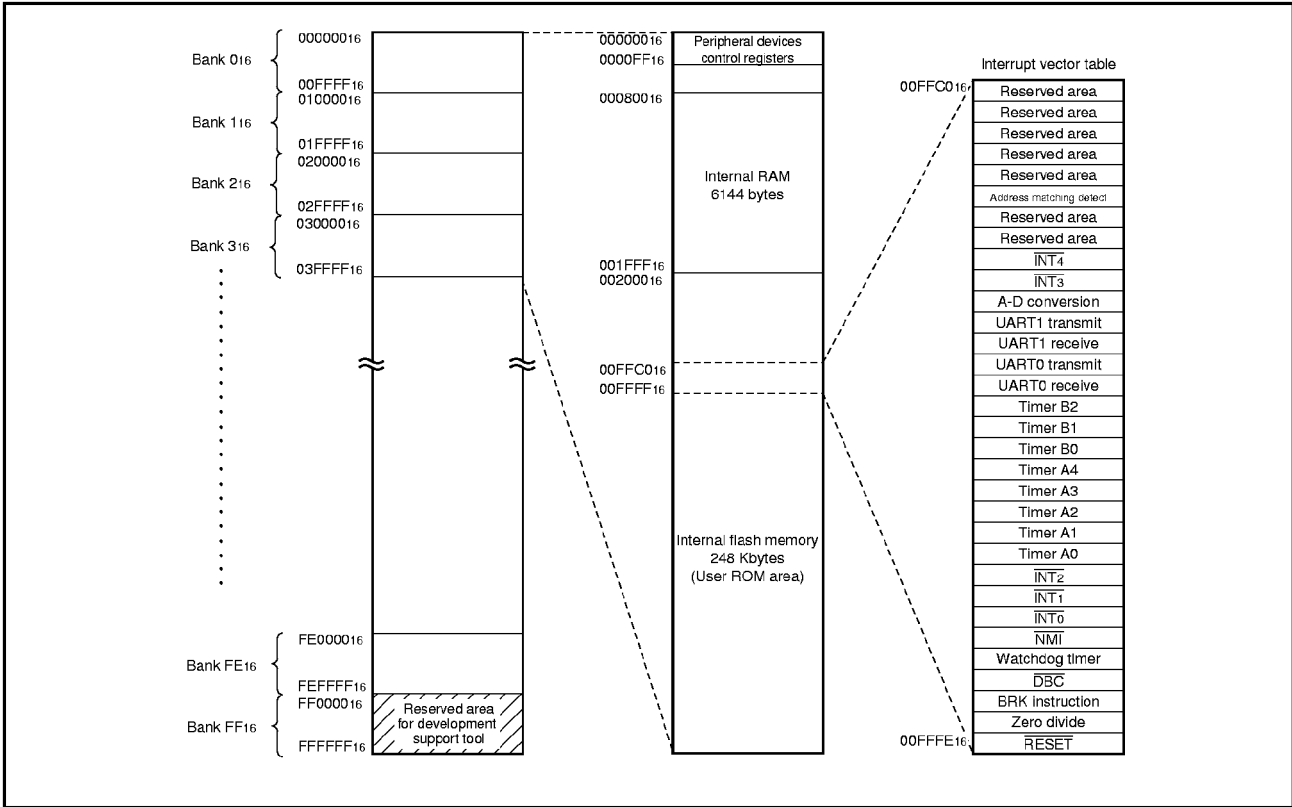 Bank 016
00000016
00FFFF16
Bank 116
01000016
01FFFF16
Bank 216
02000016
02FFFF16
Bank 316
03000016
03FFFF16
Bank FE16
FE000016
FEFFFF16
Bank FF16
FF000016
FFFFFF16
Reserved area
for development
support tool
00000016
0000FF16
00080016
001FFF16
00200016
00FFC016
00FFFF16
Peripheral devices
control registers
Internal RAM
6144 bytes
Internal flash memory
248 Kbytes
(User ROM area)
Interrupt vector table
00FFC016
00FFFE16
Reserved area
Reserved area
Reserved area
Reserved area
Reserved area
Address matching detect
Reserved area
Reserved area
INT4
INT3
A-D conversion
UART1 transmit
UART1 receive
UART0 transmit
UART0 receive
Timer B2
Timer B1
Timer B0
Timer A4
Timer A3
Timer A2
Timer A1
Timer A0
INT2
INT1
INT0
NMI
Watchdog timer
DBC
BRK instruction
Zero divide
RESET